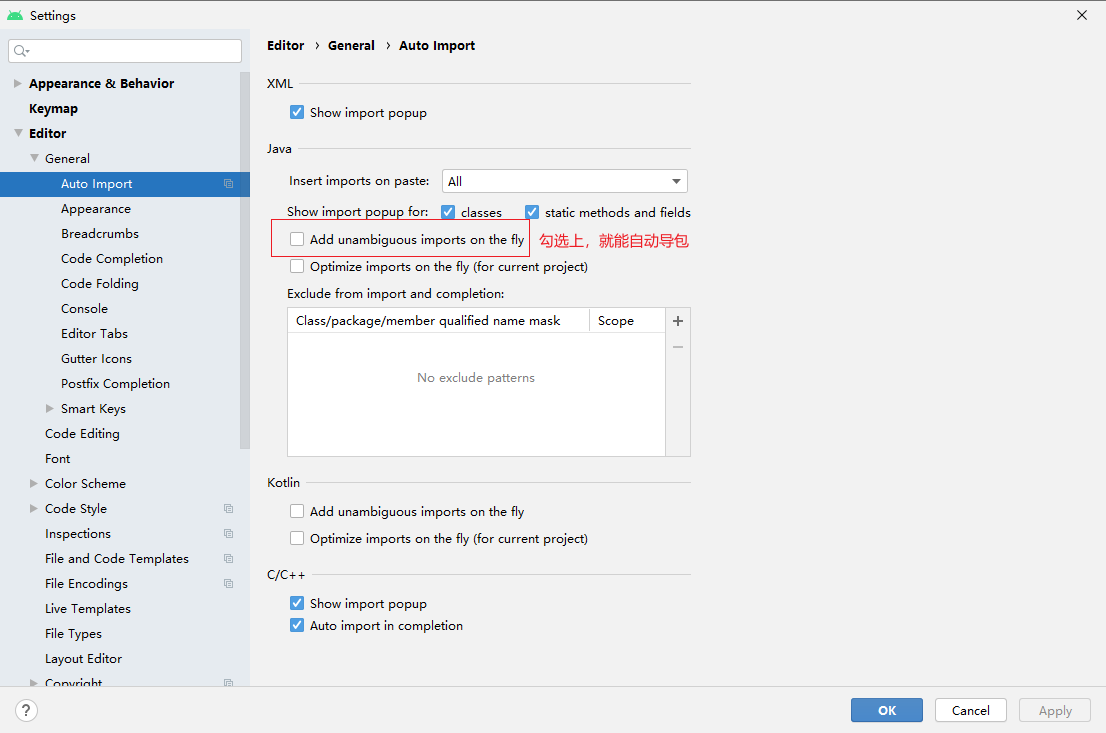 Settings
Appearance & Behavior
Keymap
Editor
General
Auto Import
Appearance
Breadcrumbs
Code Completion
Code Folding
Console
Editor Tabs
Gutter Icons
Postfix Completion
Smart Keys
Code Editing
Font
Color Scheme
Code Style
Inspections
File and Code Templates
File Encodings
Live Templates
File Types
Layout Editor
Copyright
Editor › General › Auto Import
XML
Show import popup
Java
Insert imports on paste: All
Show import popup for: classes static methods and fields
Add unambiguous imports on the fly 勾选上，就能自动导包
Optimize imports on the fly (for current project)
Exclude from import and completion:
Class/package/member qualified name mask Scope
No exclude patterns
Kotlin
Add unambiguous imports on the fly
Optimize imports on the fly (for current project)
C/C++
Show import popup
Auto import in completion
? OK Cancel Apply